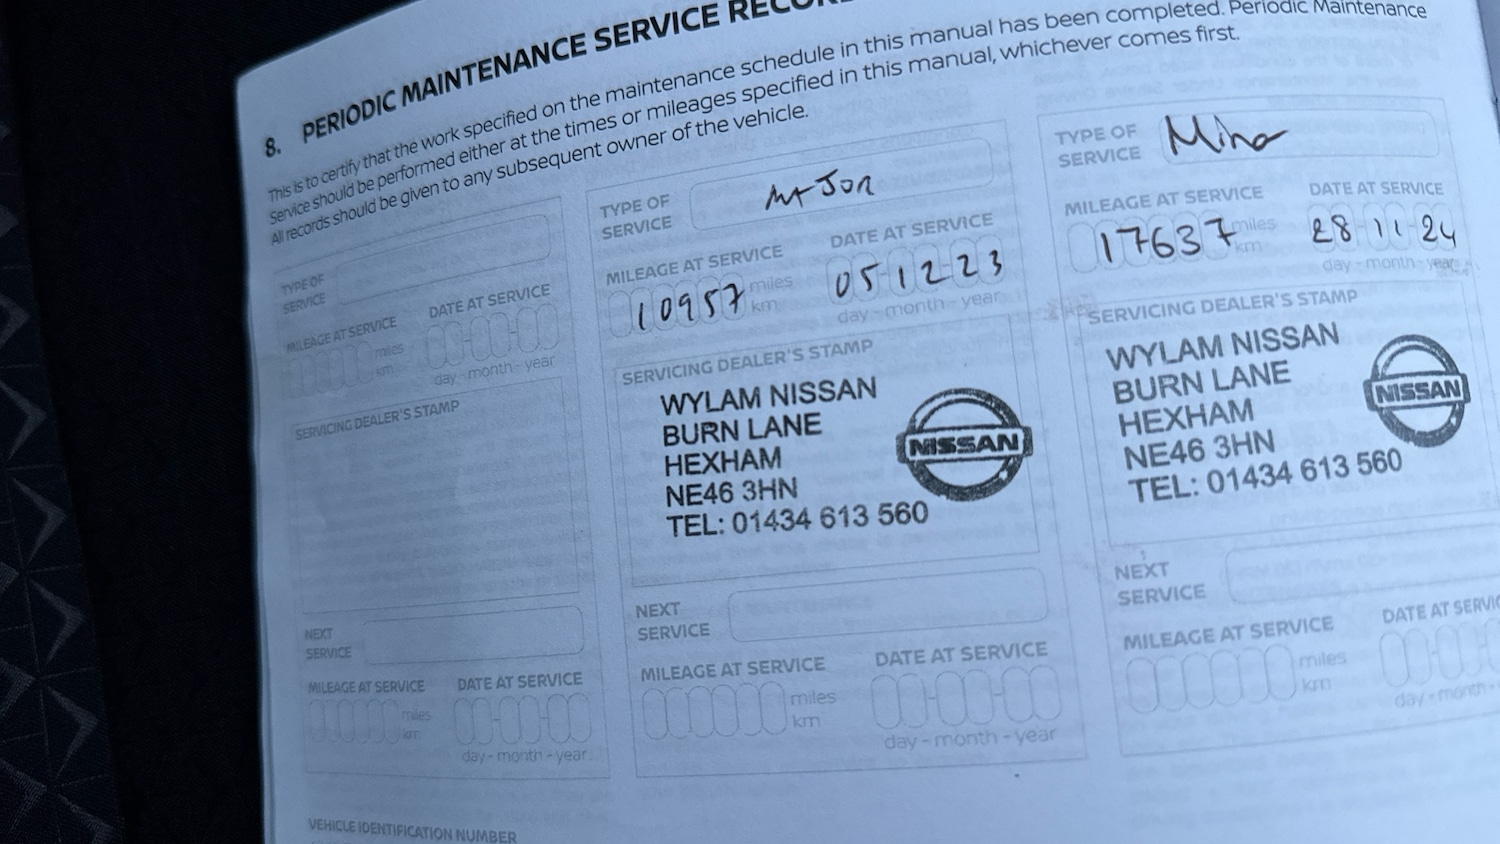 8. PERIODIC MAINTENANCE SERVICE RECOR
This is to certify that the work specified on the maintenance schedule in this manual has been completed. Periodic Maintenance
Service should be performed either at the times or mileages specified in this manual, whichever comes first.
All records should be given to any subsequent owner of the vehicle.
TYPE OF
SERVICE
MILEAGE AT SERVICE
miles
km
DATE AT SERVICE
day - month - year
SERVICING DEALER'S STAMP
NEXT
SERVICE
MILEAGE AT SERVICE
miles
km
DATE AT SERVICE
day - month - year
VEHICLE IDENTIFICATION NUMBER
TYPE OF
SERVICE
MAJOR
MILEAGE AT SERVICE
10957 miles
km
DATE AT SERVICE
05 12 23
day - month - year
SERVICING DEALER'S STAMP
WYLAM NISSAN
BURN LANE
HEXHAM
NE46 3HN
TEL: 01434 613 560
NISSAN
NEXT
SERVICE
MILEAGE AT SERVICE
miles
km
DATE AT SERVICE
day - month - year
TYPE OF
SERVICE
Minor
MILEAGE AT SERVICE
17637 miles
km
DATE AT SERVICE
28 11 24
day - month - year
SERVICING DEALER'S STAMP
WYLAM NISSAN
BURN LANE
HEXHAM
NE46 3HN
TEL: 01434 613 560
NISSAN
NEXT
SERVICE
MILEAGE AT SERVICE
miles
km
DATE AT SERVIC
day - month -